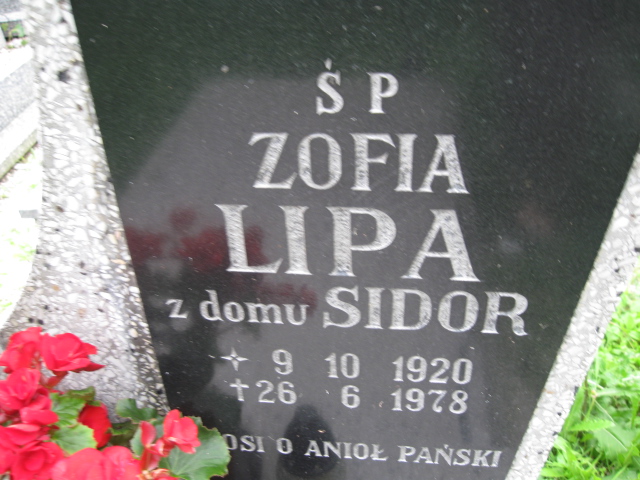 Ś P
ZOFIA
LIPA
z domu SIDOR
9 10 1920
†26 6 1978
O ANIOŁ PAŃSKI